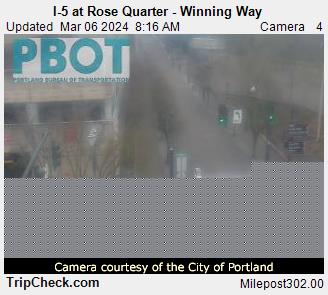 I-5 at Rose Quarter - Winning Way
Updated Mar 06 2024 8:16 AM Camera 4
PBOT
PORTLAND BUREAU OF TRANSPORTATION
Camera courtesy of the City of Portland
TripCheck.com Milepost302.00